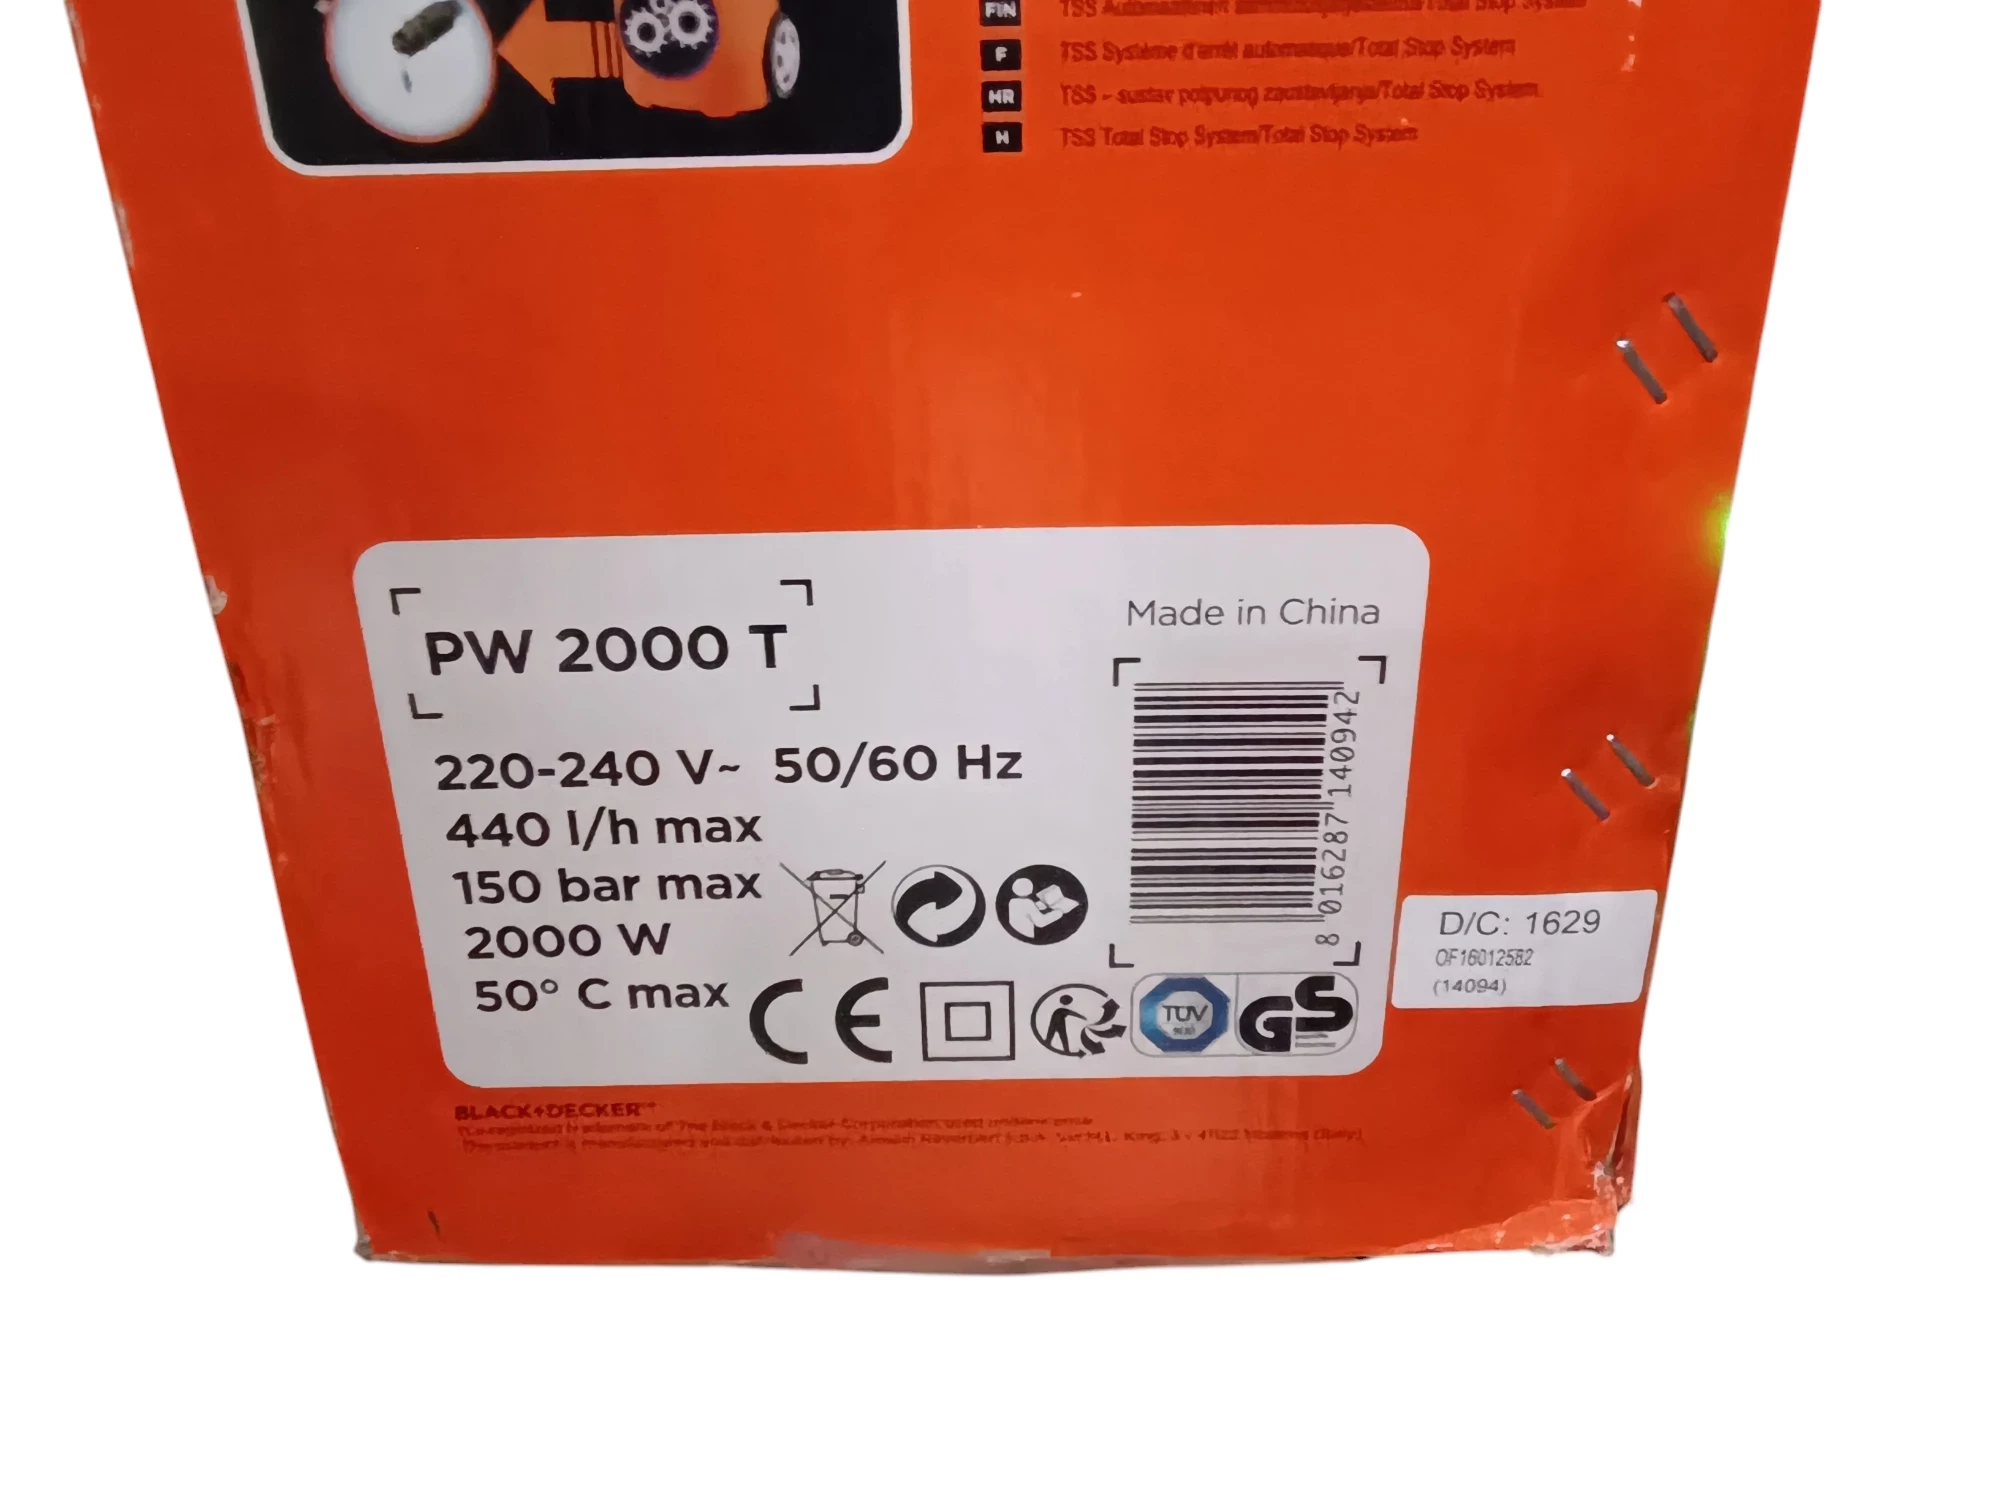 FIN TSS
F TSS Système d'arrêt automatique/Total Stop System
HR TSS - sustav potpunog zaustavljanja/Total Stop System
H TSS Total Stop System/Total Stop System
PW 2000 T
220-240 V~ 50/60 Hz
440 l/h max
150 bar max
2000 W
50° C max
CE
Made in China
8 016287 140942
TÜV
GS
D/C: 1629
OF16012582
(14094)
BLACK+DECKER